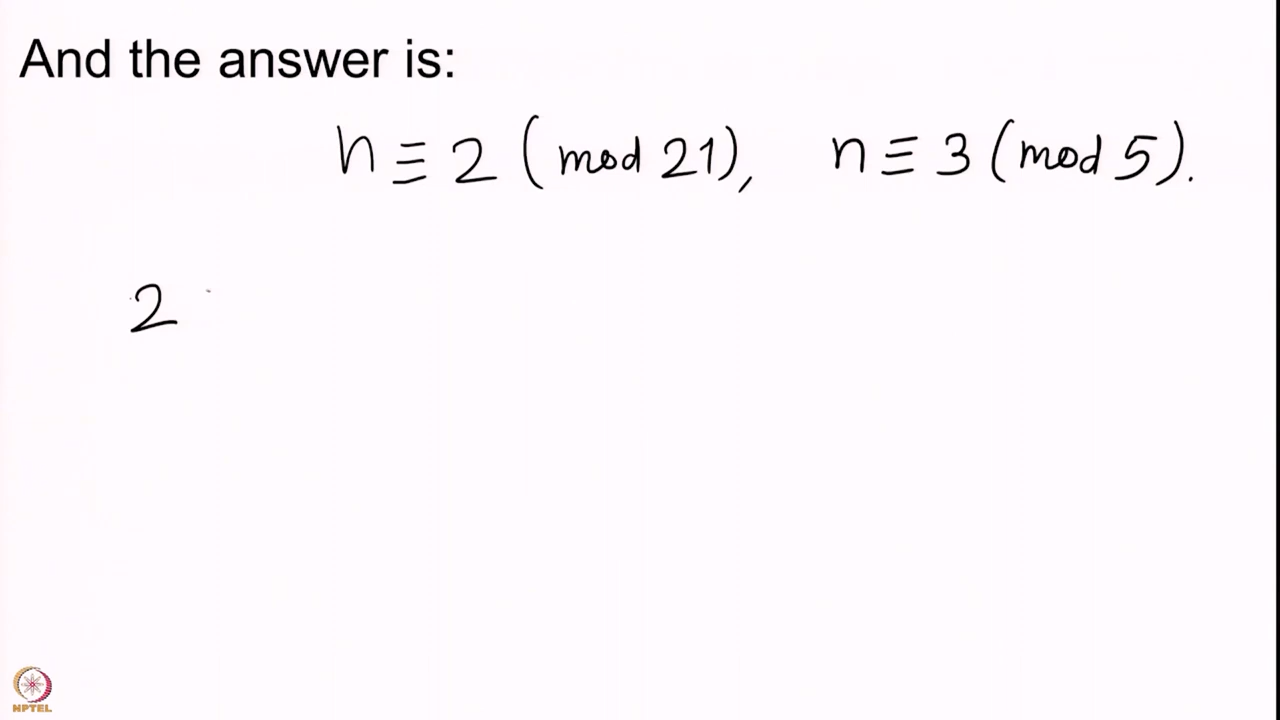 And the answer is:
n ≡ 2 (mod 21), n ≡ 3 (mod 5).
2
NPTEL